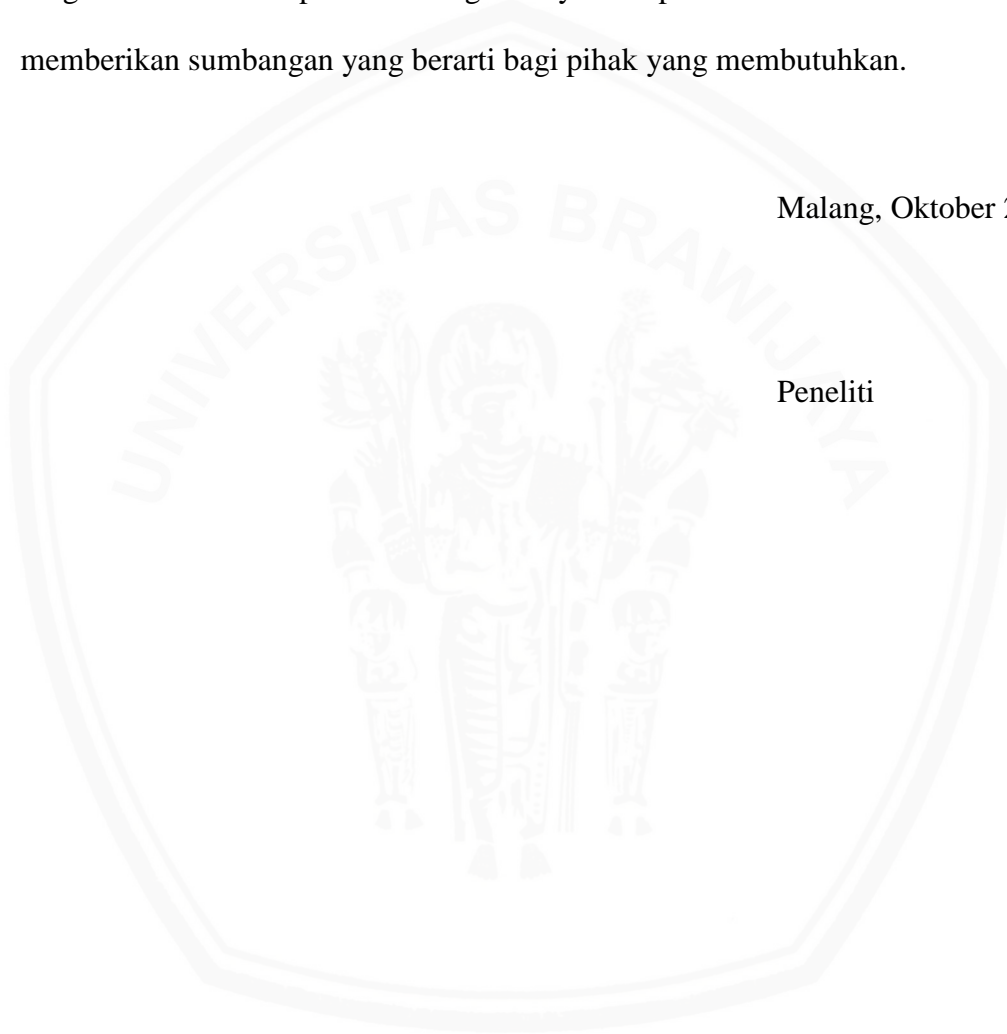 memberikan sumbangan yang berarti bagi pihak yang membutuhkan.
Malang, Oktober
Peneliti
UNIVERSITAS BRAWIJAYA